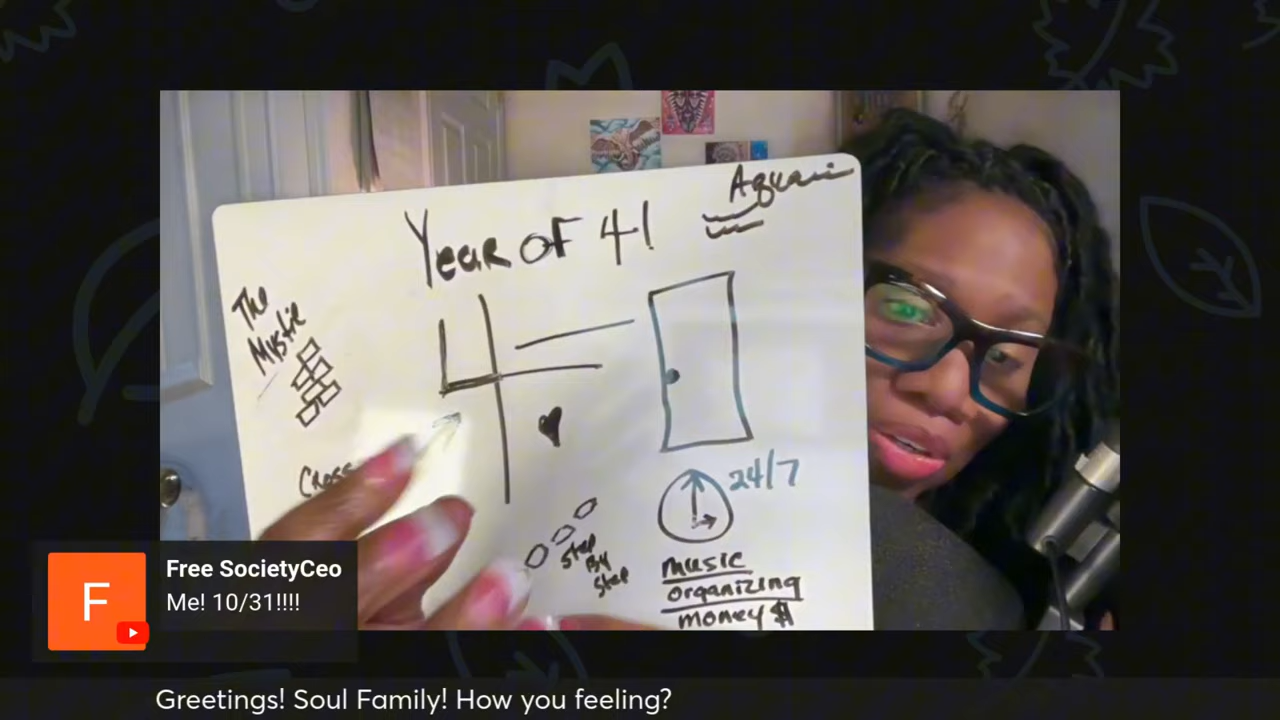 Aquari
Year of 41
The
Mystic
Cross
24/7
Step
By
Step
music
organizing
money $
F
Free SocietyCeo
Me! 10/31!!!!
Greetings! Soul Family! How you feeling?